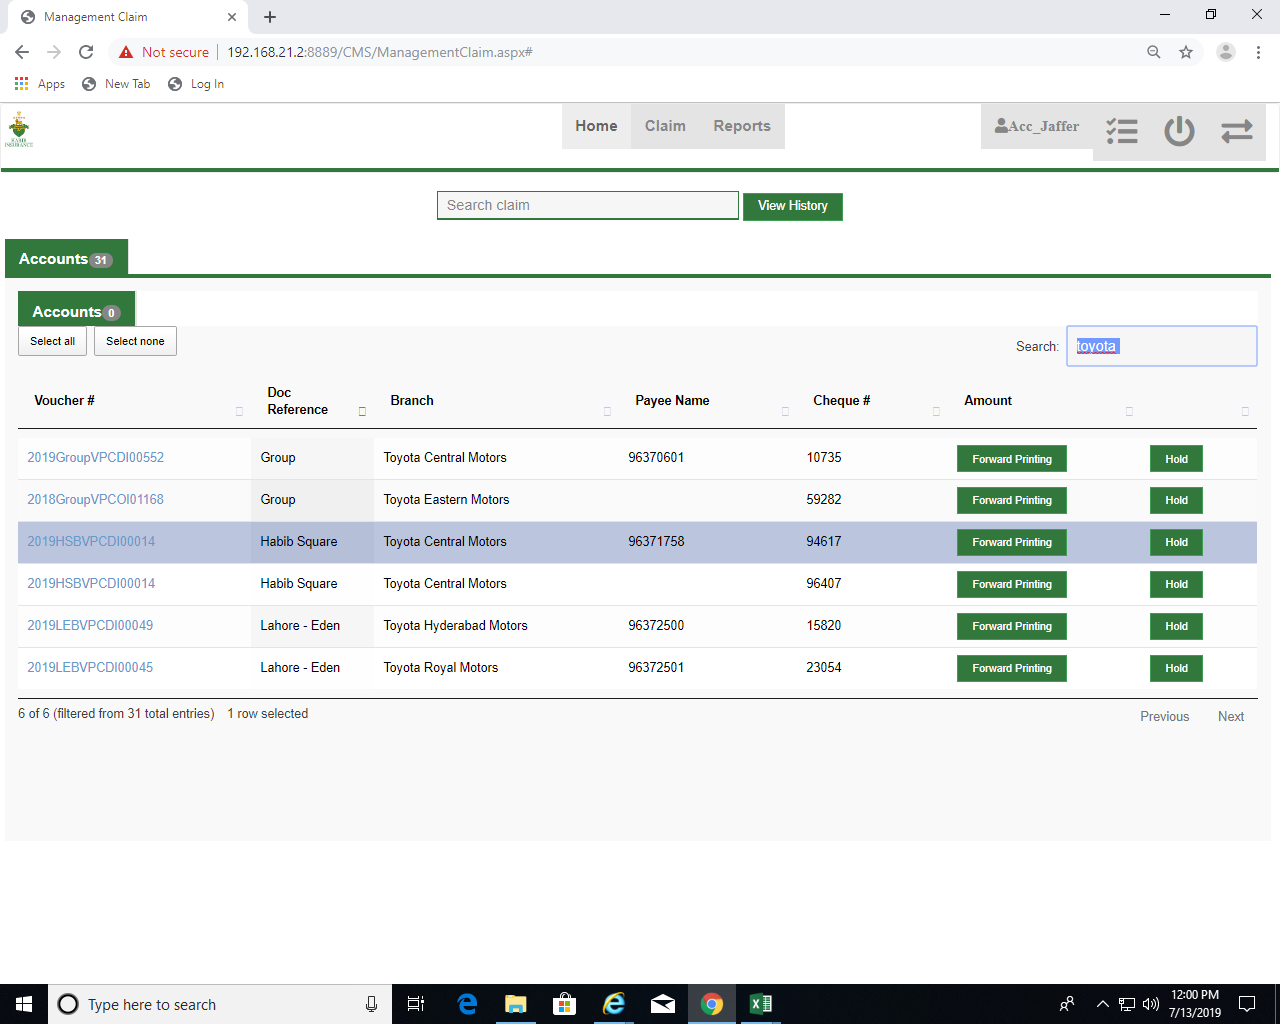 Management Claim
Not secure 192.168.21.2:8889/CMS/ManagementClaim.aspx#
Apps New Tab Log In
HABIB INSURANCE
Home Claim Reports Acc_Jaffer
Search claim View History
Accounts 31
Accounts 0
Select all Select none Search: toyota
Voucher # Doc Reference Branch Payee Name Cheque # Amount
2019GroupVPCDI00552 Group Toyota Central Motors 96370601 10735 Forward Printing Hold
2018GroupVPCOI01168 Group Toyota Eastern Motors 59282 Forward Printing Hold
2019HSBVPCDI00014 Habib Square Toyota Central Motors 96371758 94617 Forward Printing Hold
2019HSBVPCDI00014 Habib Square Toyota Central Motors 96407 Forward Printing Hold
2019LEBVPCDI00049 Lahore - Eden Toyota Hyderabad Motors 96372500 15820 Forward Printing Hold
2019LEBVPCDI00045 Lahore - Eden Toyota Royal Motors 96372501 23054 Forward Printing Hold
6 of 6 (filtered from 31 total entries) 1 row selected Previous Next
Type here to search 12:00 PM
7/13/2019